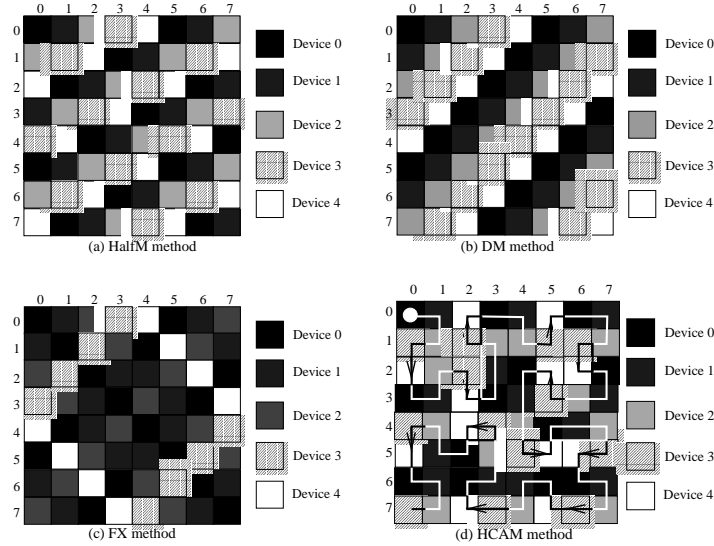 0 1 2 3 4 5 6 7
0
1
2
3
4
5
6
7
Device 0
Device 1
Device 2
Device 3
Device 4
(a) HalfM method
0 1 2 3 4 5 6 7
0
1
2
3
4
5
6
7
Device 0
Device 1
Device 2
Device 3
Device 4
(b) DM method
0 1 2 3 4 5 6 7
0
1
2
3
4
5
6
7
Device 0
Device 1
Device 2
Device 3
Device 4
(c) FX method
0 1 2 3 4 5 6 7
0
1
2
3
4
5
6
7
Device 0
Device 1
Device 2
Device 3
Device 4
(d) HCAM method